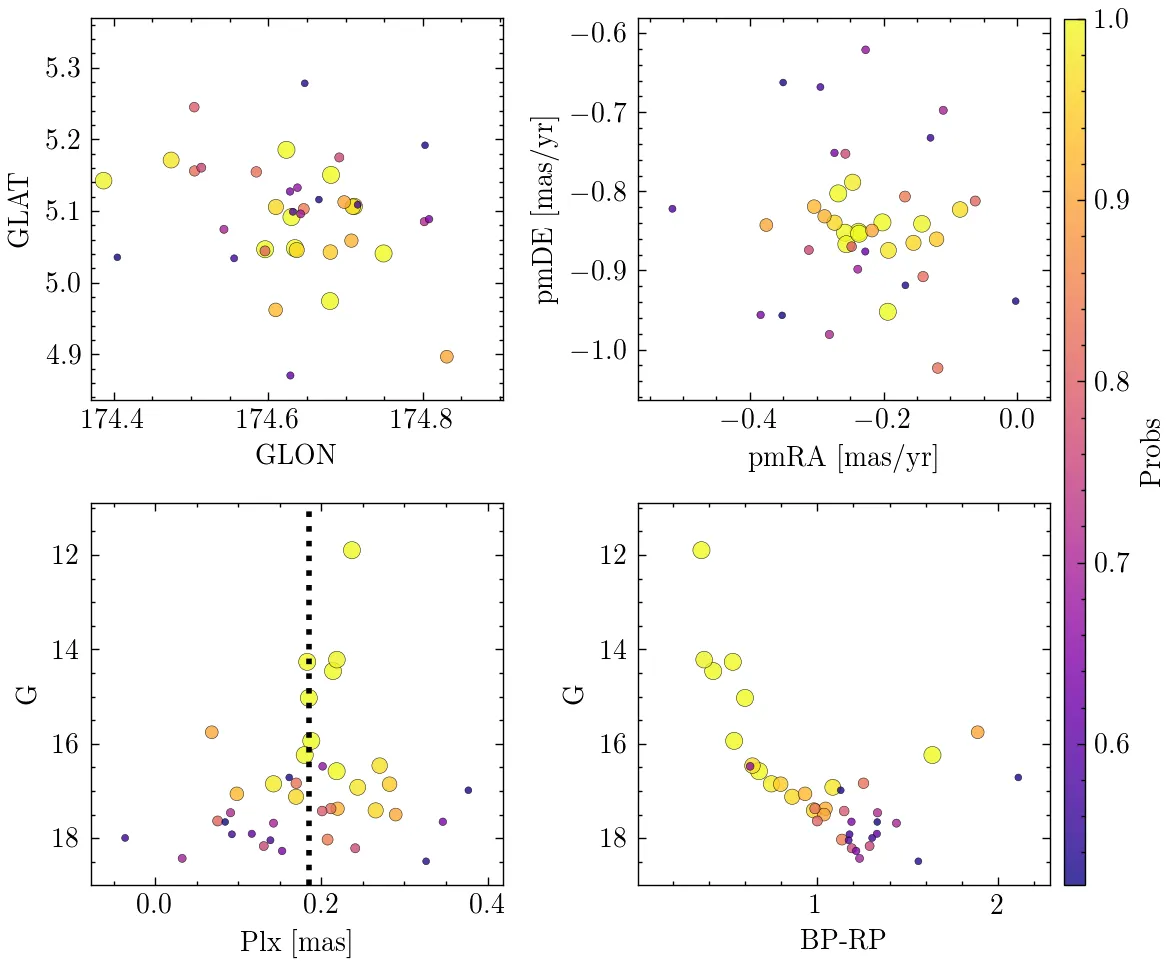 5.3
5.2
5.1
5.0
4.9
GLAT
174.4 174.6 174.8
GLON
−0.6
−0.7
−0.8
−0.9
−1.0
pmDE [mas/yr]
−0.4 −0.2 0.0
pmRA [mas/yr]
12
14
16
18
G
0.0 0.2 0.4
Plx [mas]
12
14
16
18
G
1 2
BP-RP
1.0
0.9
0.8
0.7
0.6
Probs